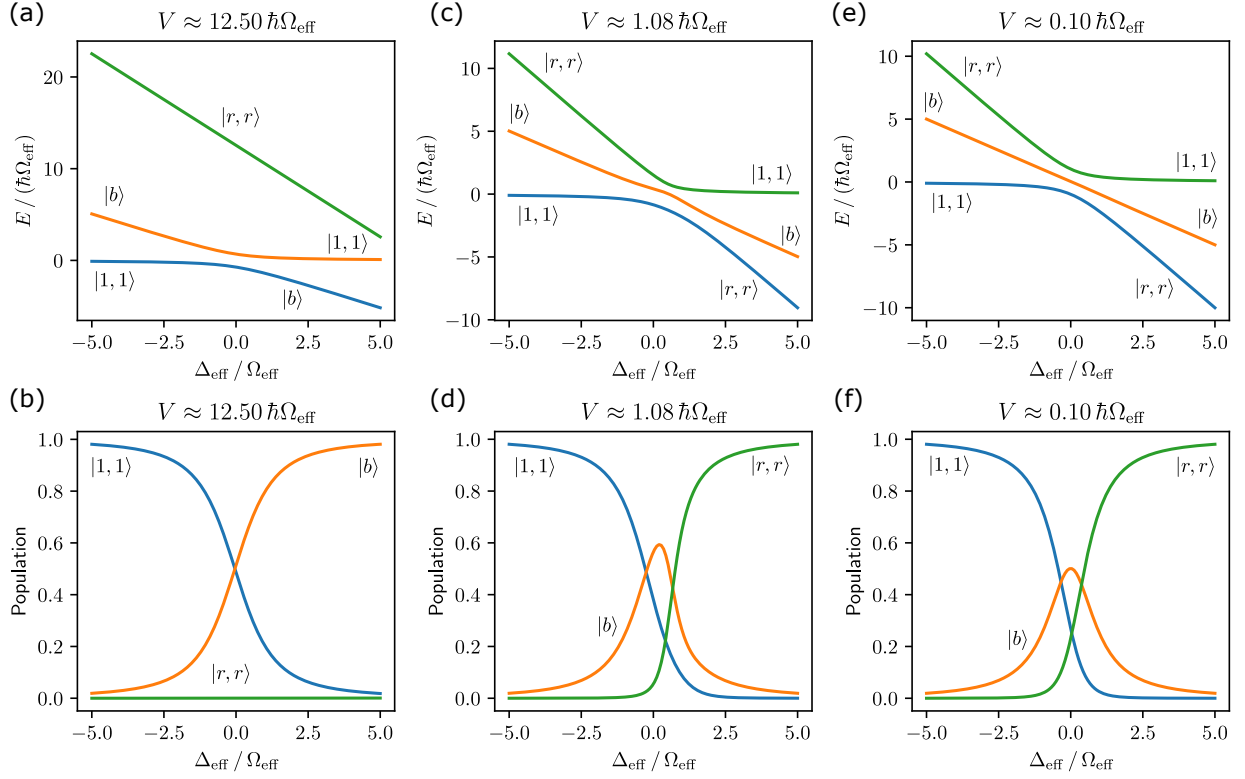 (a)
V ≈ 12.50 ħΩ_eff
E / (ħΩ_eff)
20
10
0
|r, r⟩
|b⟩
|1, 1⟩
|1, 1⟩
|b⟩
−5.0 −2.5 0.0 2.5 5.0
Δ_eff / Ω_eff
(c)
V ≈ 1.08 ħΩ_eff
E / (ħΩ_eff)
10
5
0
−5
−10
|r, r⟩
|b⟩
|1, 1⟩
|1, 1⟩
|b⟩
|r, r⟩
−5.0 −2.5 0.0 2.5 5.0
Δ_eff / Ω_eff
(e)
V ≈ 0.10 ħΩ_eff
E / (ħΩ_eff)
10
5
0
−5
−10
|r, r⟩
|b⟩
|1, 1⟩
|1, 1⟩
|b⟩
|r, r⟩
−5.0 −2.5 0.0 2.5 5.0
Δ_eff / Ω_eff
(b)
V ≈ 12.50 ħΩ_eff
Population
1.0
0.8
0.6
0.4
0.2
0.0
|1, 1⟩
|b⟩
|r, r⟩
−5.0 −2.5 0.0 2.5 5.0
Δ_eff / Ω_eff
(d)
V ≈ 1.08 ħΩ_eff
Population
1.0
0.8
0.6
0.4
0.2
0.0
|1, 1⟩
|r, r⟩
|b⟩
−5.0 −2.5 0.0 2.5 5.0
Δ_eff / Ω_eff
(f)
V ≈ 0.10 ħΩ_eff
Population
1.0
0.8
0.6
0.4
0.2
0.0
|1, 1⟩
|r, r⟩
|b⟩
−5.0 −2.5 0.0 2.5 5.0
Δ_eff / Ω_eff